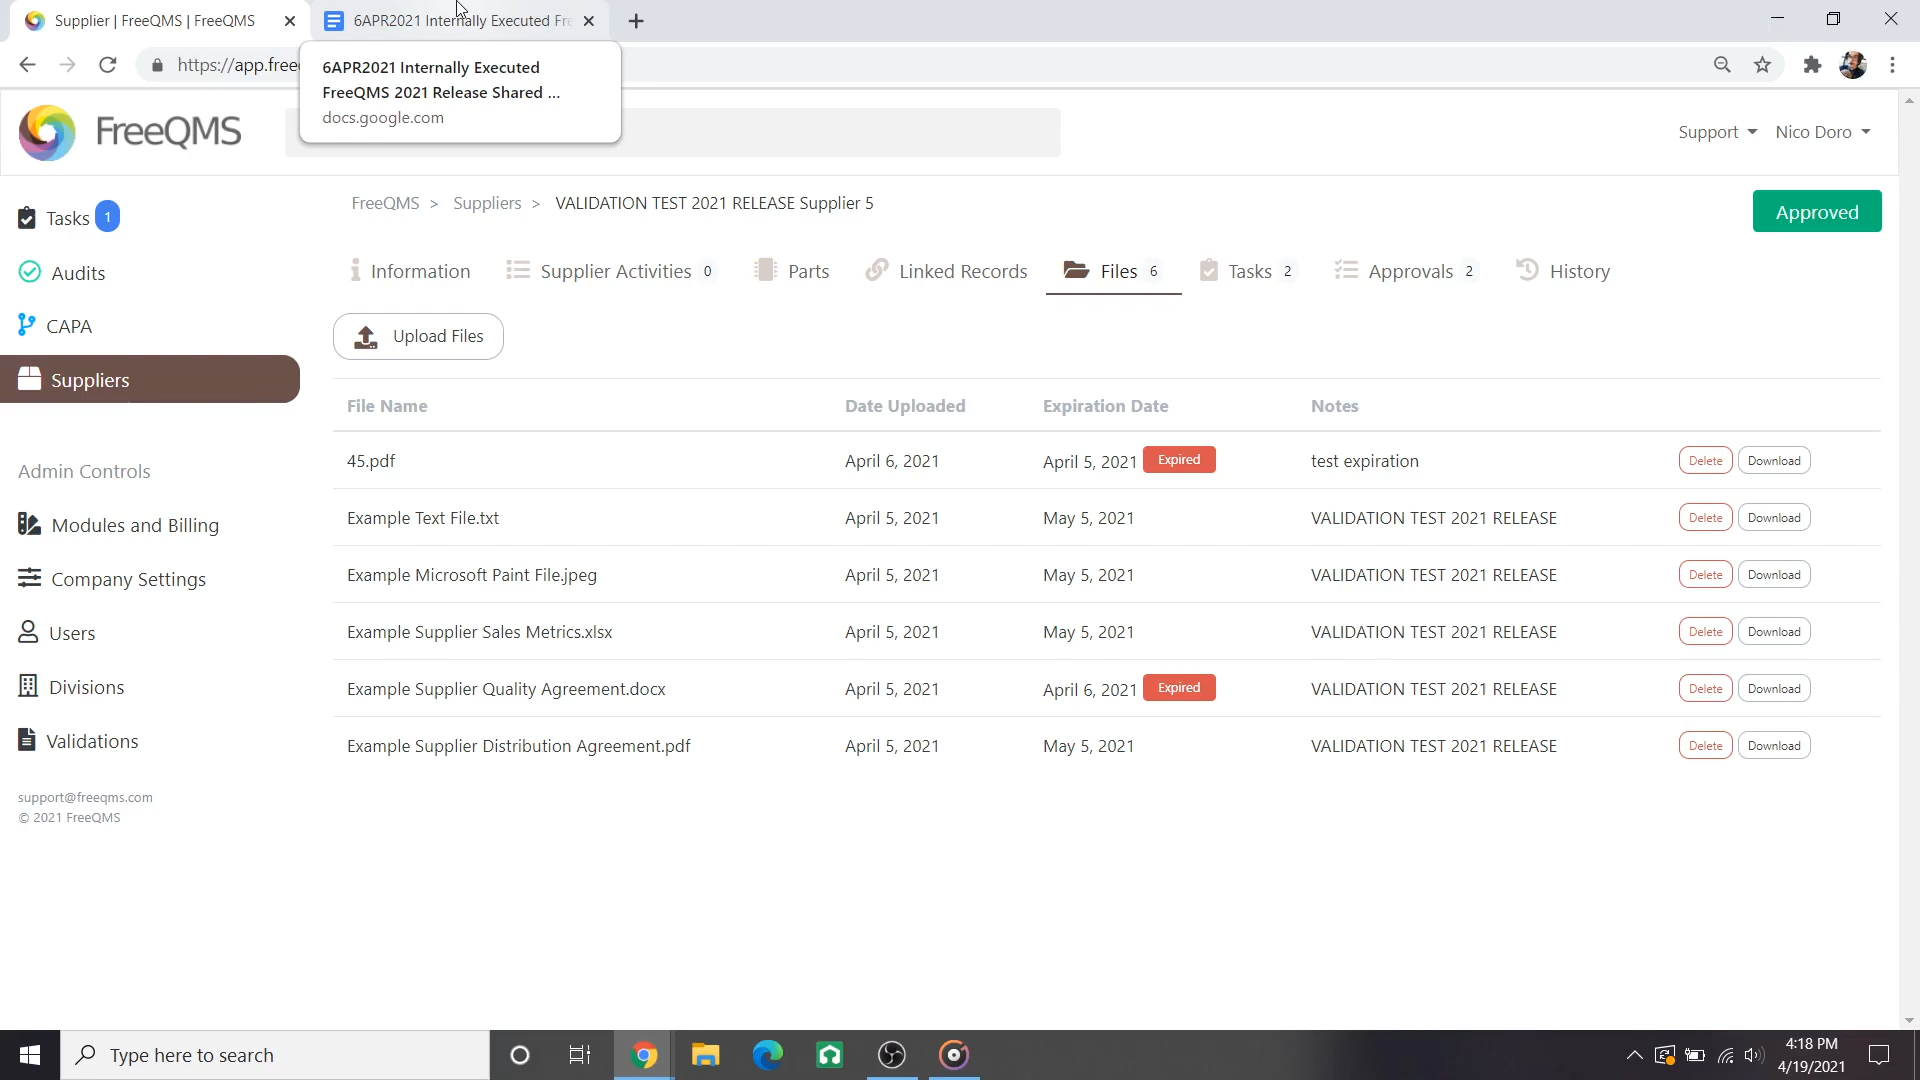 Supplier | FreeQMS | FreeQMS
6APR2021 Internally Executed Fre
https://app.free
6APR2021 Internally Executed
FreeQMS 2021 Release Shared ...
docs.google.com
FreeQMS
Support
Nico Doro
Tasks 1
Audits
CAPA
Suppliers
Admin Controls
Modules and Billing
Company Settings
Users
Divisions
Validations
support@freeqms.com
© 2021 FreeQMS
FreeQMS > Suppliers > VALIDATION TEST 2021 RELEASE Supplier 5
Approved
Information
Supplier Activities 0
Parts
Linked Records
Files 6
Tasks 2
Approvals 2
History
Upload Files
File Name Date Uploaded Expiration Date Notes
45.pdf April 6, 2021 April 5, 2021 Expired test expiration Delete Download
Example Text File.txt April 5, 2021 May 5, 2021 VALIDATION TEST 2021 RELEASE Delete Download
Example Microsoft Paint File.jpeg April 5, 2021 May 5, 2021 VALIDATION TEST 2021 RELEASE Delete Download
Example Supplier Sales Metrics.xlsx April 5, 2021 May 5, 2021 VALIDATION TEST 2021 RELEASE Delete Download
Example Supplier Quality Agreement.docx April 5, 2021 April 6, 2021 Expired VALIDATION TEST 2021 RELEASE Delete Download
Example Supplier Distribution Agreement.pdf April 5, 2021 May 5, 2021 VALIDATION TEST 2021 RELEASE Delete Download
Type here to search
4:18 PM
4/19/2021